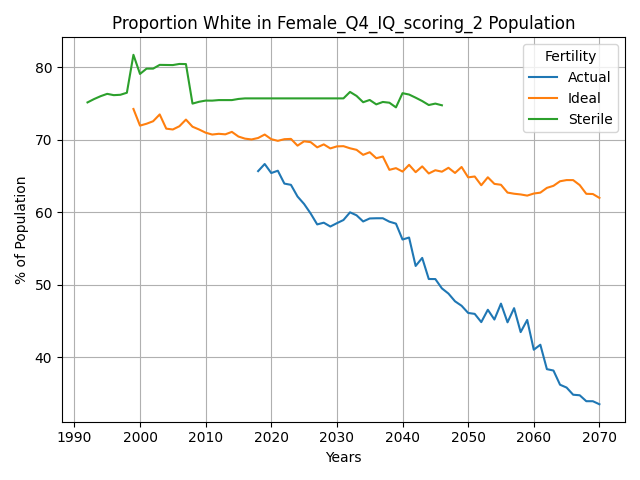 Proportion White in Female_Q4_IQ_scoring_2 Population
Fertility
Actual
Ideal
Sterile
% of Population
80
70
60
50
40
1990
2000
2010
2020
2030
2040
2050
2060
2070
Years